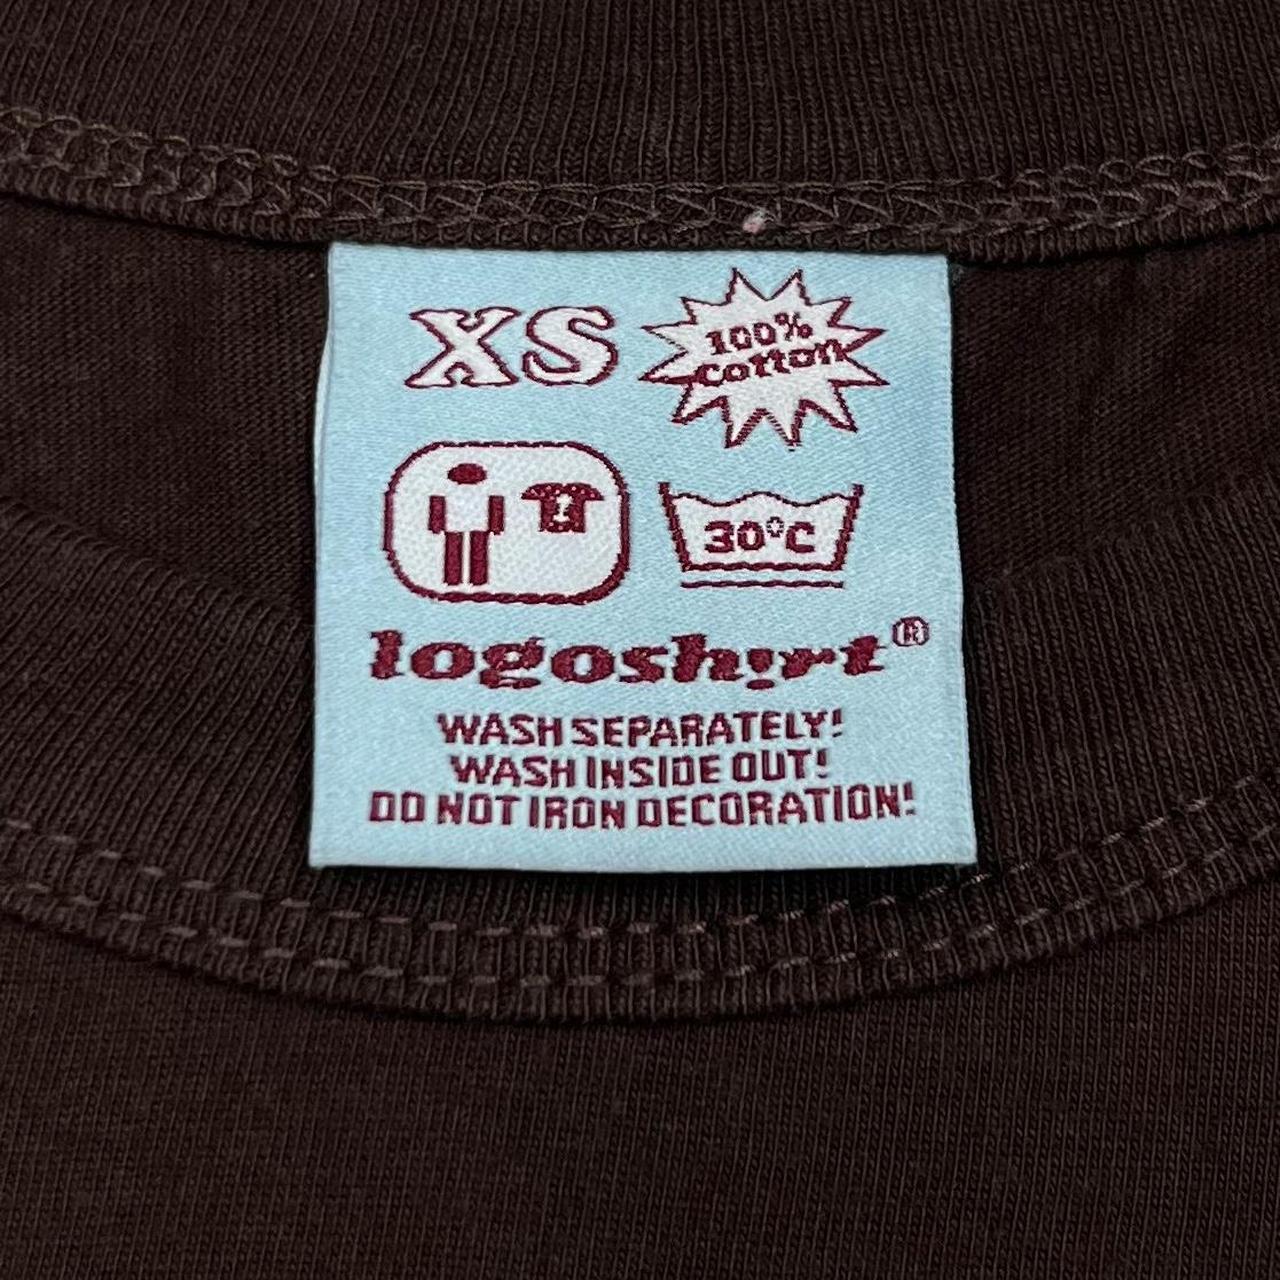 XS
100%
cotton
30°C
logoshirt®
WASH SEPARATELY!
WASH INSIDE OUT!
DO NOT IRON DECORATION!